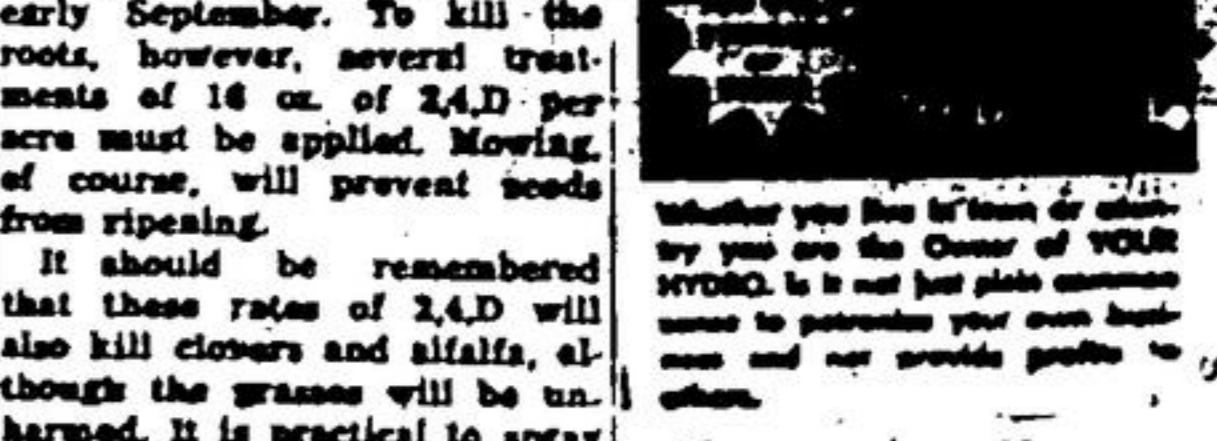 early September. To kill the
roots, however, several treat-
ments of 16 oz. of 2,4,D per
acre must be applied. Mowing,
of course, will prevent seeds
from ripening.
It should be remembered
that these rates of 2,4,D will
also kill clovers and alfalfa, al-
though the grasses will be un-
harmed. It is practical to spray
or
Whether you live in town or coun-
try you are the Owner of YOUR
HYDRO. Is it not just plain common
sense to patronize your own busi-
ness and not provide profits to
others.